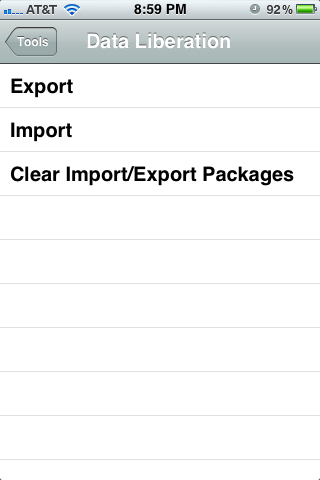 AT&T 8:59 PM 92%
Tools Data Liberation
Export
Import
Clear Import/Export Packages